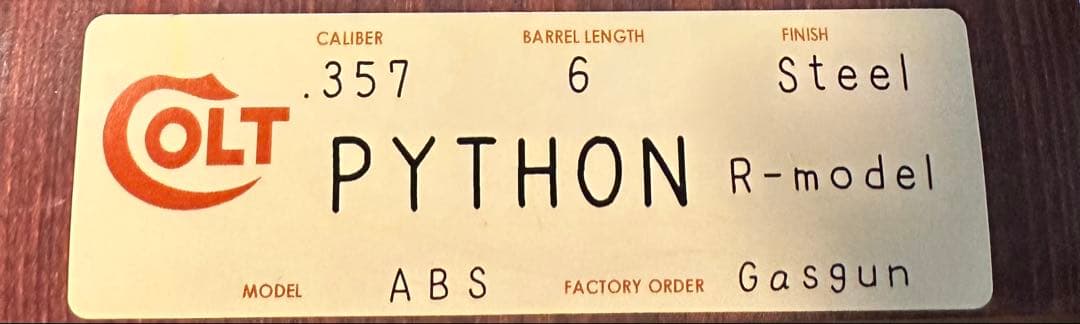 CALIBER BARREL LENGTH FINISH
.357 6 Steel
COLT PYTHON R-model
MODEL ABS FACTORY ORDER Gasgun